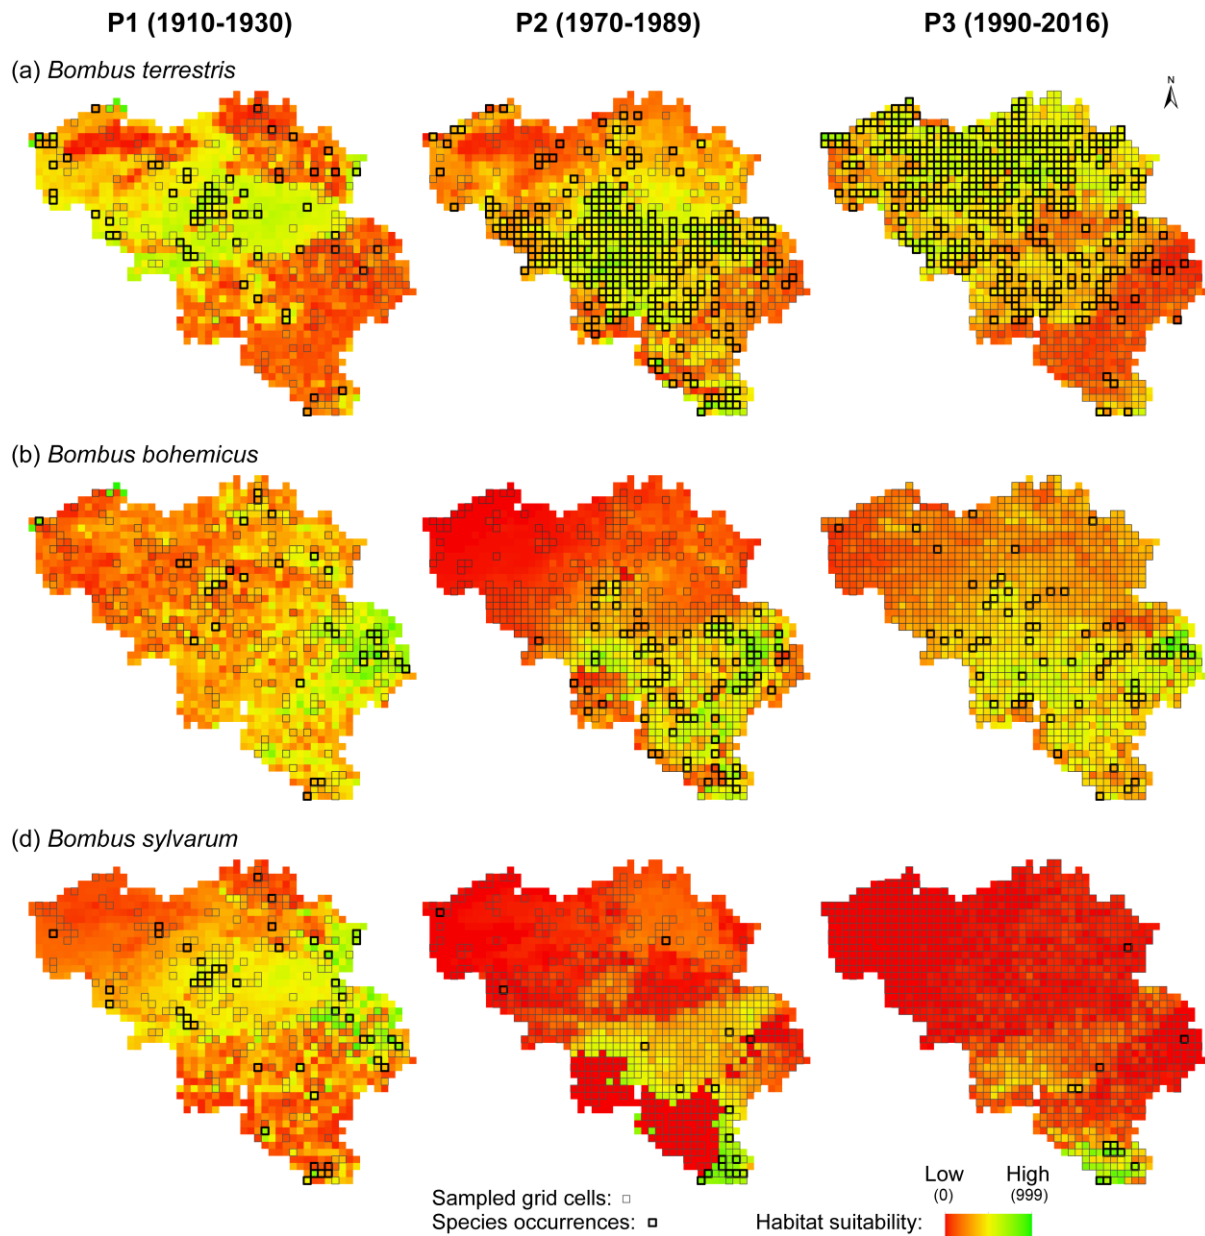 P1 (1910-1930) P2 (1970-1989) P3 (1990-2016)
(a) Bombus terrestris
N
(b) Bombus bohemicus
(d) Bombus sylvarum
Low High
(0) (999)
Sampled grid cells:
Species occurrences: Habitat suitability: